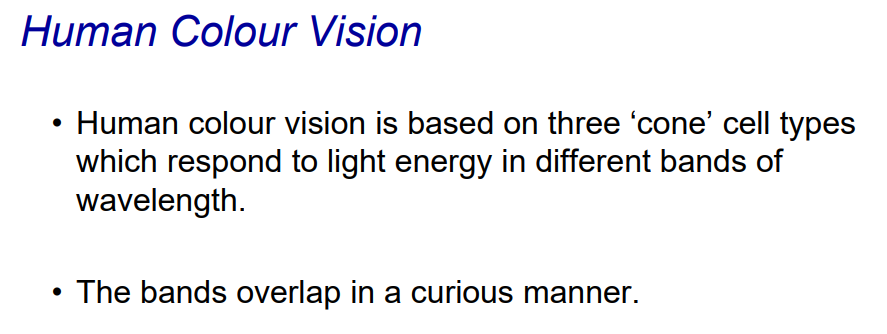 Human Colour Vision
• Human colour vision is based on three ‘cone’ cell types
which respond to light energy in different bands of
wavelength.
• The bands overlap in a curious manner.